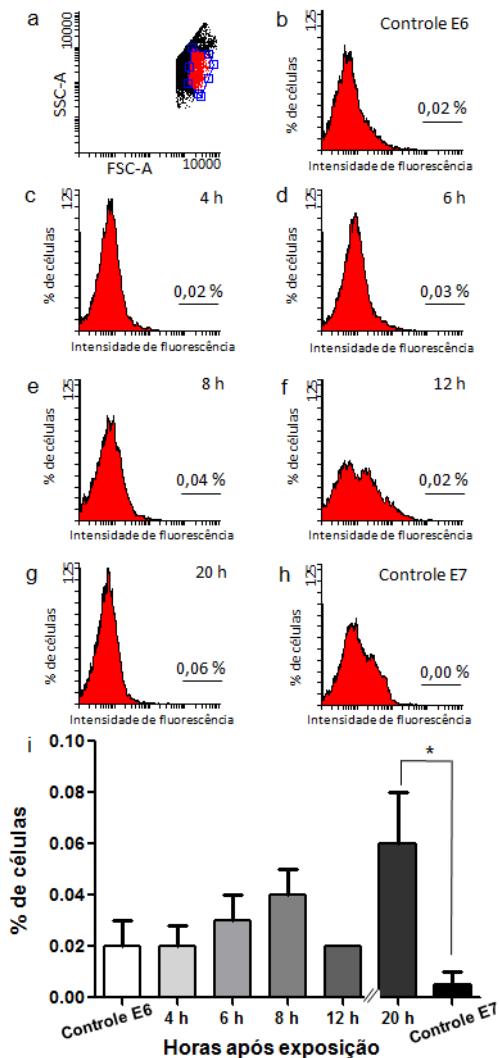 a
10000
SSC-A
FSC-A
10000
b
Controle E6
125
% de células
0,02 %
Intensidade de fluorescência
c
4 h
125
% de células
0,02 %
Intensidade de fluorescência
d
6 h
125
% de células
0,03 %
Intensidade de fluorescência
e
8 h
125
% de células
0,04 %
Intensidade de fluorescência
f
12 h
125
% de células
0,02 %
Intensidade de fluorescência
g
20 h
125
% de células
0,06 %
Intensidade de fluorescência
h
Controle E7
125
% de células
0,00 %
Intensidade de fluorescência
i
0.10
0.08
0.06
0.04
0.02
0.00
% de células
*
Controle E6
4 h
6 h
8 h
12 h
20 h
Controle E7
Horas após exposição